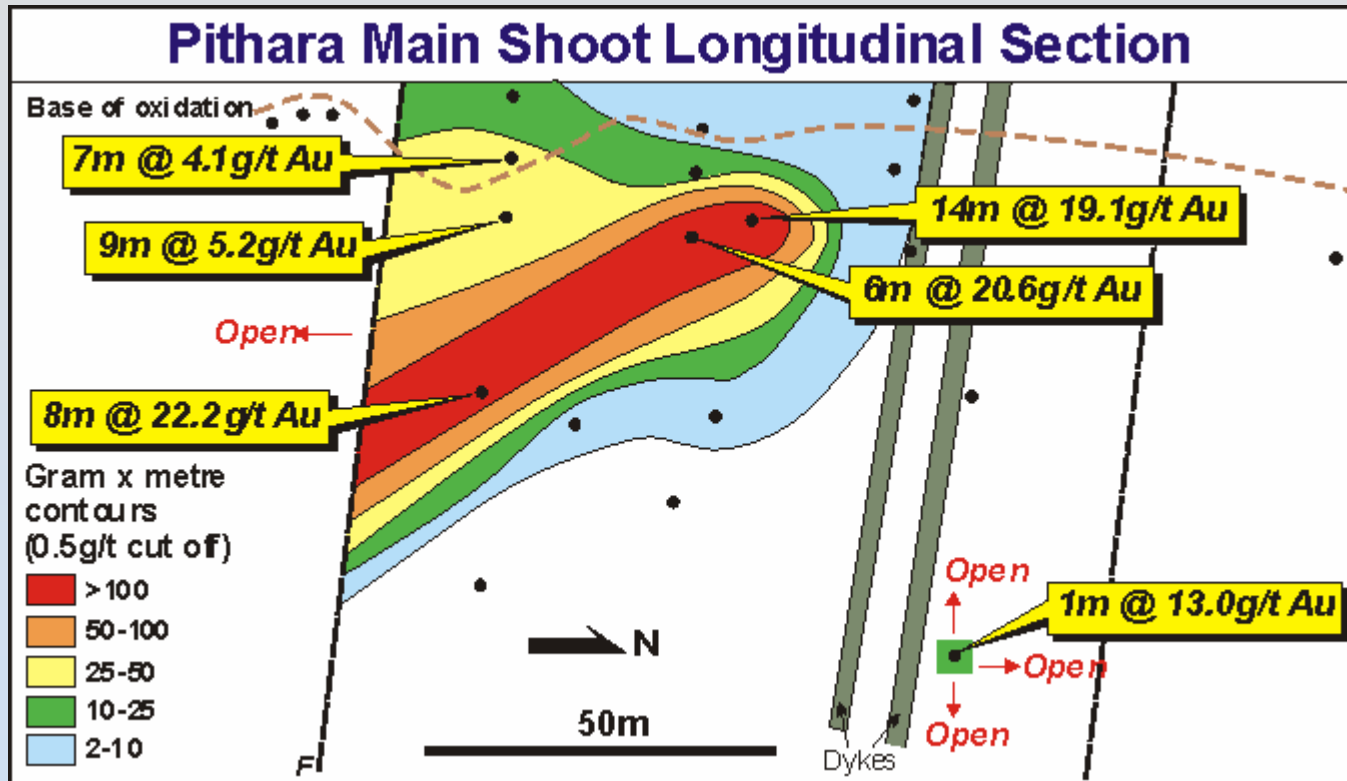 Pithara Main Shoot Longitudinal Section
Base of oxidation
7m @ 4.1g/t Au
14m @ 19.1g/t Au
9m @ 5.2g/t Au
6m @ 20.6g/t Au
Open
8m @ 22.2g/t Au
Gram x metre
contours
(0.5g/t cut off)
>100
50-100
25-50
10-25
2-10
F
N
50m
Dykes
Open
1m @ 13.0g/t Au
Open
Open